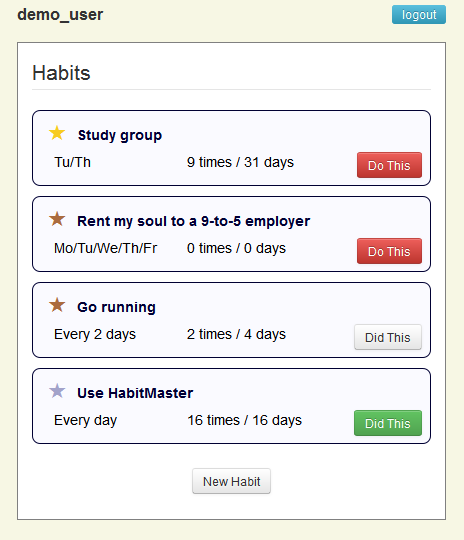 demo_user logout
Habits
Study group
Tu/Th 9 times / 31 days Do This
Rent my soul to a 9-to-5 employer
Mo/Tu/We/Th/Fr 0 times / 0 days Do This
Go running
Every 2 days 2 times / 4 days Did This
Use HabitMaster
Every day 16 times / 16 days Did This
New Habit